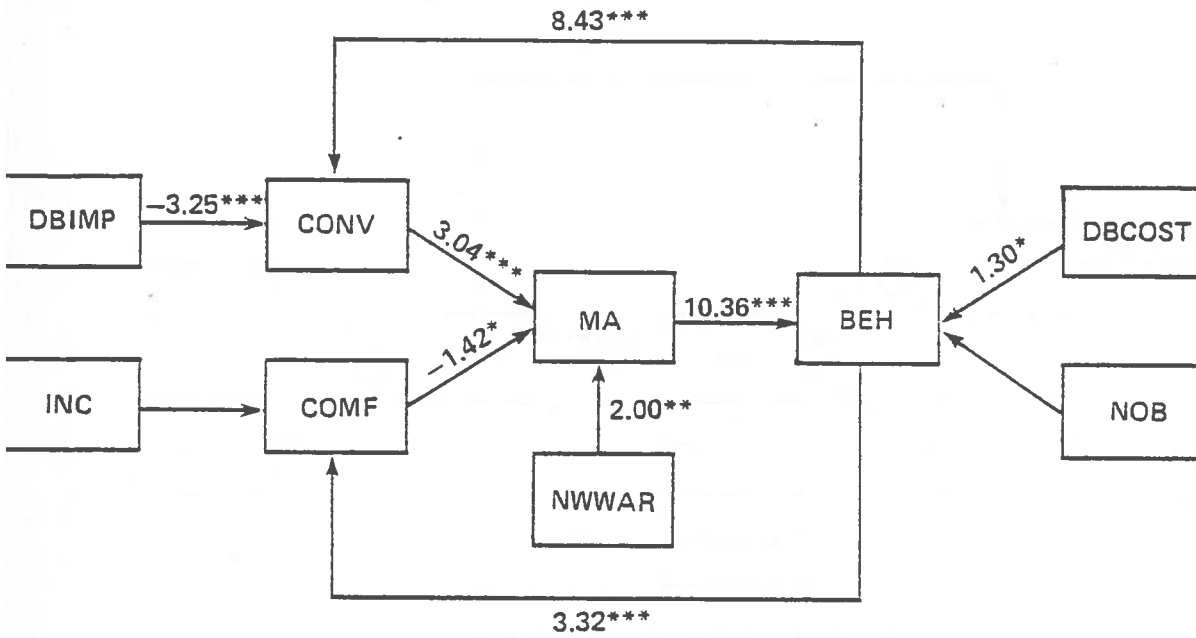 8.43***
DBIMP
−3.25***
CONV
3.04***
DBCOST
1.30*
MA
10.36***
BEH
−1.42*
INC
COMF
2.00**
NOB
NWWAR
3.32***